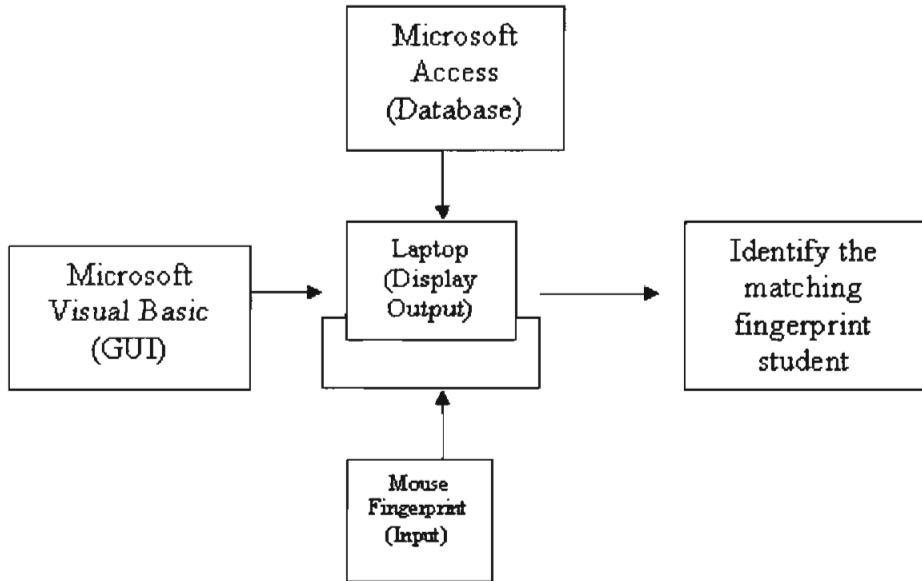 Microsoft
Access
(Database)
Microsoft
Visual Basic
(GUI)
Laptop
(Display
Output)
Identify the
matching
fingerprint
student
Mouse
Fingerprint
(Input)